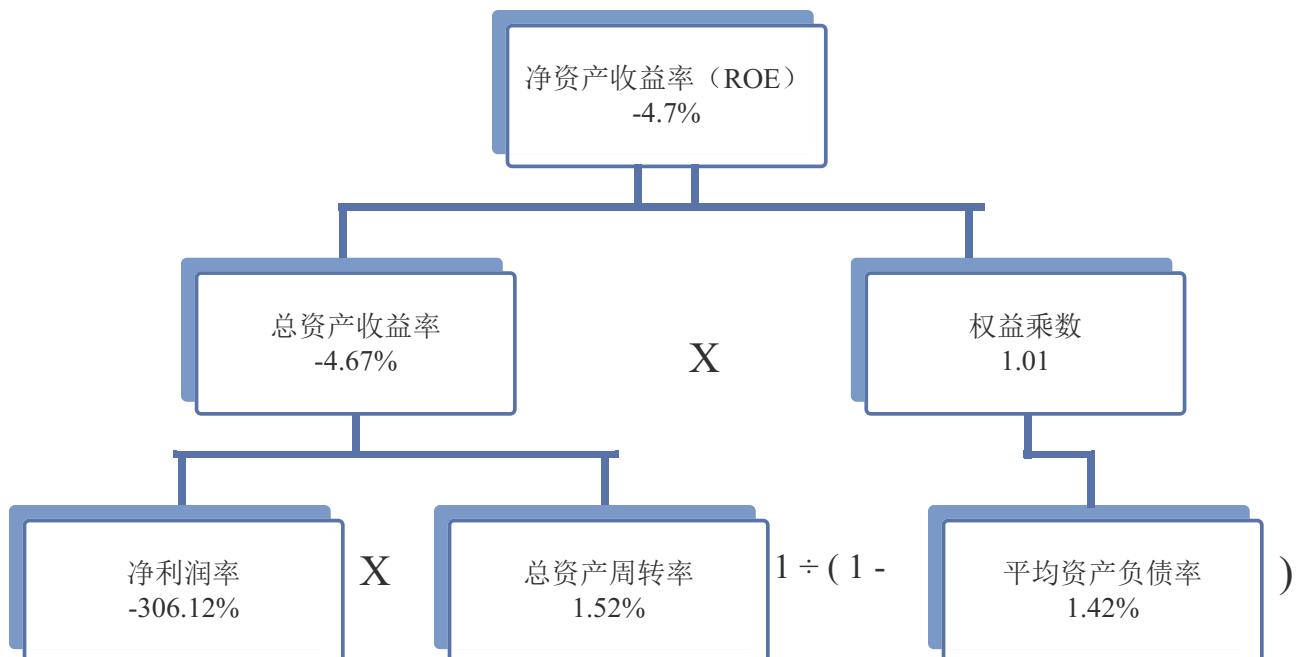 净资产收益率（ROE）
-4.7%
总资产收益率
-4.67%
X
权益乘数
1.01
净利润率
-306.12%
X
总资产周转率
1.52%
1 ÷ ( 1 -
平均资产负债率
1.42%
)